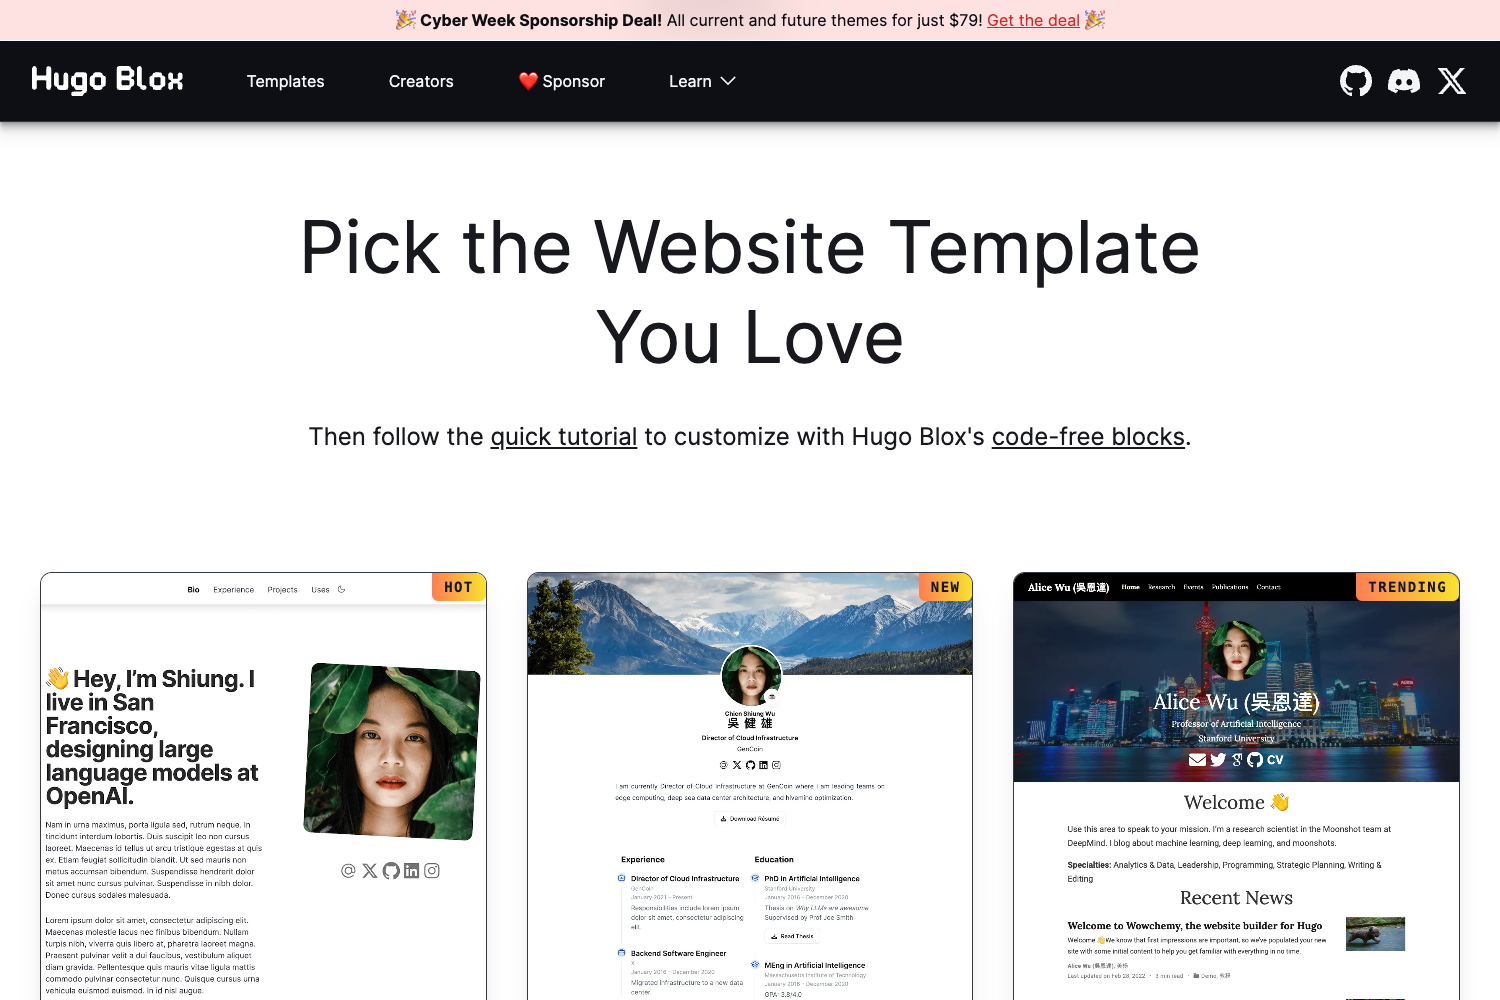 🎉 Cyber Week Sponsorship Deal! All current and future themes for just $79! Get the deal 🎉
Hugo Blox
Templates
Creators
❤️ Sponsor
Learn
Pick the Website Template
You Love
Then follow the quick tutorial to customize with Hugo Blox's code-free blocks.
HOT
Bio
Experience
Projects
Uses
👋 Hey, I'm Shiung. I
live in San
Francisco,
designing large
language models at
OpenAI.
Nam in urna maximus, porta ligula sed, rutrum neque. In
tincidunt interdum lobortis. Duis suscipit leo non cursus
laoreet. Maecenas id tellus ut arcu tristique egestas at quis
ex. Etiam feugiat sollicitudin blandit. Ut sed mauris non
metus accumsan bibendum. Suspendisse hendrerit dolor
sit amet nunc cursus pulvinar. Suspendisse in nibh dolor.
Donec cursus sodales malesuada.
Lorem ipsum dolor sit amet, consectetur adipiscing elit.
Maecenas molestie lacus nec finibus bibendum. Nullam
turpis nibh, viverra quis libero at, pharetra laoreet magna.
Praesent pulvinar velit a dui faucibus, vestibulum aliquet
diam gravida. Pellentesque quis mauris vitae ligula mattis
commodo pulvinar consectetur nunc. Quisque cursus urna
vehicula euismod euismod. In id nisi augue.
NEW
Chien Shiung Wu
吳健雄
Director of Cloud Infrastructure
GenCoin
I am currently Director of Cloud Infrastructure at GenCoin where I am leading teams on
edge computing, deep sea data center architecture, and hivemind optimization.
Download Résumé
Experience
Director of Cloud Infrastructure
GenCoin
January 2021 – Present
Responsibilities include lorem ipsum
dolor sit amet, consectetur adipiscing
elit.
Backend Software Engineer
X
January 2016 – December 2020
Migrated infrastructure to a new data
center.
Education
PhD in Artificial Intelligence
Stanford University
January 2016 – December 2020
Thesis on Why LLMs are awesome
Supervised by Prof Joe Smith
Read Thesis
MEng in Artificial Intelligence
Massachusetts Institute of Technology
January 2016 – December 2020
GPA: 3.8/4.0
TRENDING
Alice Wu (吳恩達)
Home
Research
Events
Publications
Contact
Alice Wu (吳恩達)
Professor of Artificial Intelligence
Stanford University
CV
Welcome 👋
Use this area to speak to your mission. I'm a research scientist in the Moonshot team at
DeepMind. I blog about machine learning, deep learning, and moonshots.
Specialties: Analytics & Data, Leadership, Programming, Strategic Planning, Writing &
Editing
Recent News
Welcome to Wowchemy, the website builder for Hugo
Welcome 👋 We know that first impressions are important, so we've populated your new
site with some initial content to help you get familiar with everything in no time.
Alice Wu (吳恩達),
Last updated on Feb 28, 2022 · 3 min read · Demo, 教程